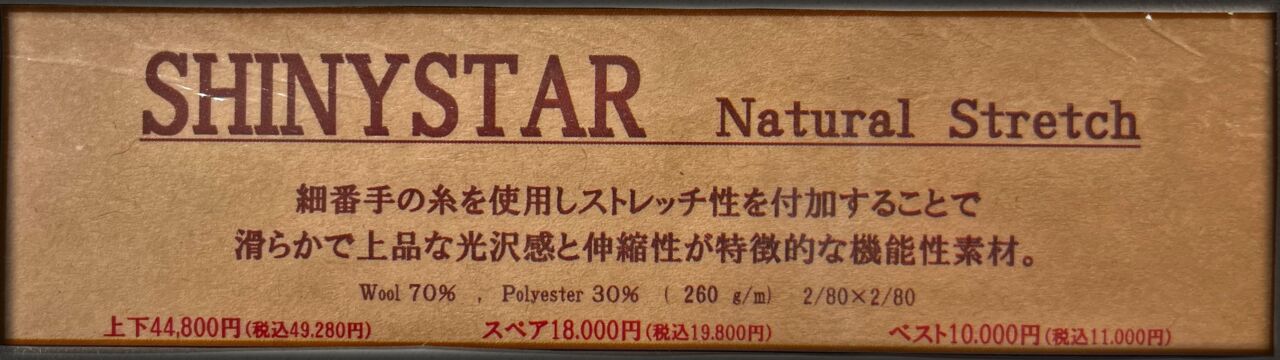 SHINYSTAR Natural Stretch
細番手の糸を使用しストレッチ性を付加することで
滑らかで上品な光沢感と伸縮性が特徴的な機能性素材。
Wool 70% , Polyester 30% ( 260 g/m) 2/80×2/80
上下44,800円(税込49.280円) スペア18.000円(税込19.800円) ベスト10.000円(税込11.000円)